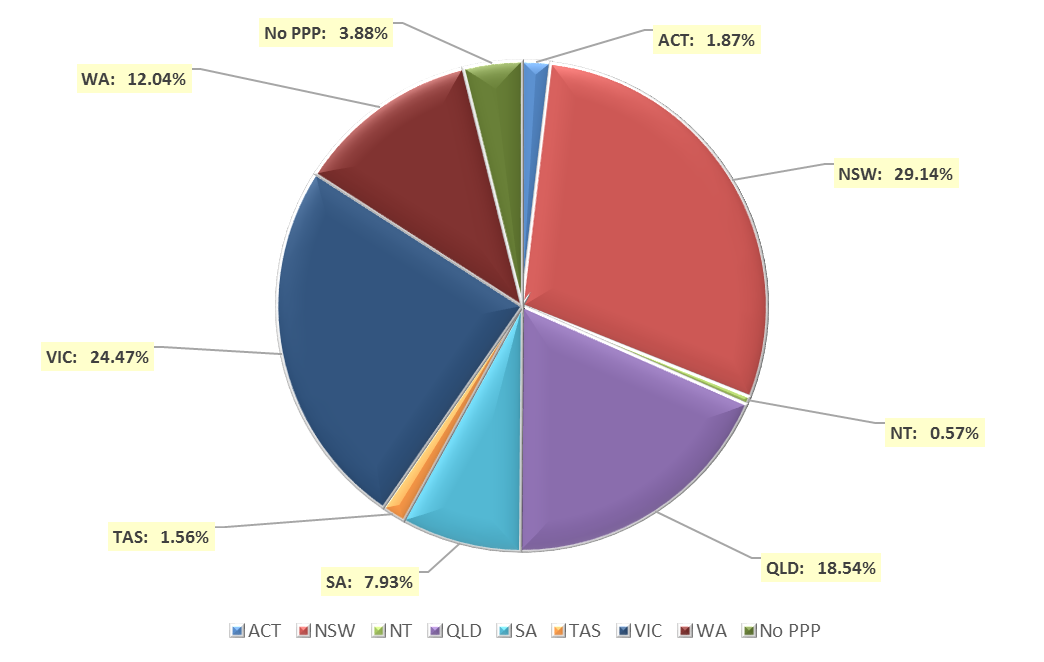 No PPP: 3.88%
ACT: 1.87%
WA: 12.04%
NSW: 29.14%
VIC: 24.47%
NT: 0.57%
TAS: 1.56%
QLD: 18.54%
SA: 7.93%
ACT NSW NT QLD SA TAS VIC WA No PPP